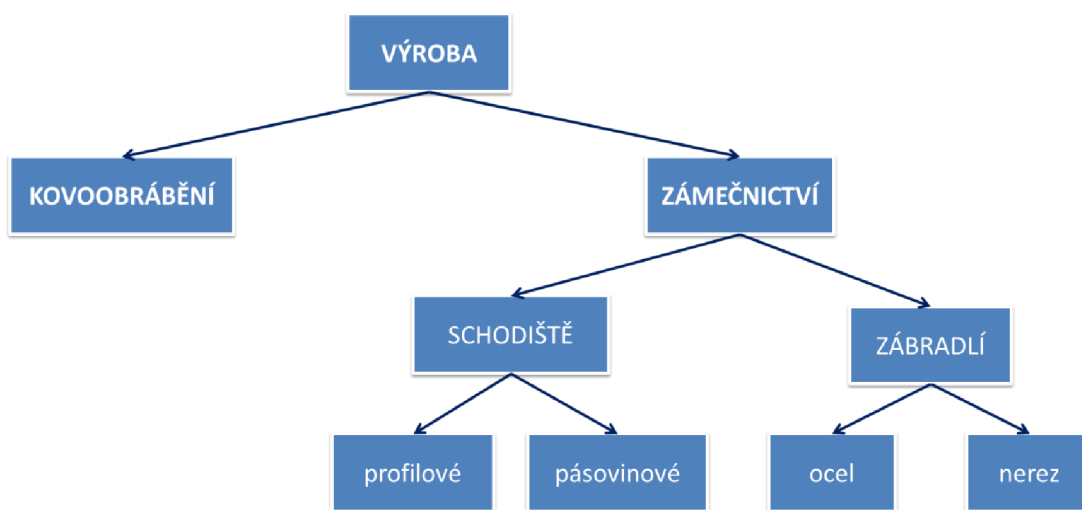 VÝROBA
KOVOOBRÁBĚNÍ
ZÁMEČNICTVÍ
SCHODIŠTĚ
ZÁBRADLÍ
profilové
pásovinové
ocel
nerez